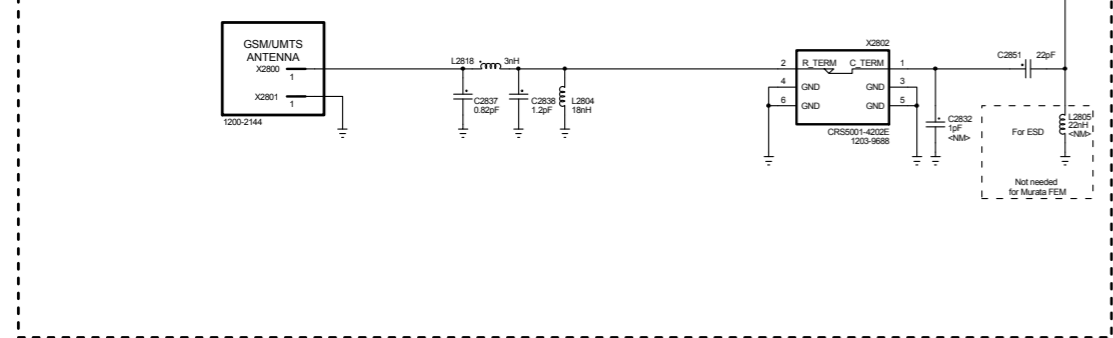 GSM/UMTS
ANTENNA
X2800
1
X2801
1
1200-2144
L2818
3nH
C2837
0.82pF
C2838
1.2pF
L2804
18nH
X2802
2
R_TERM
C_TERM
1
4
GND
GND
3
6
GND
GND
5
CRS5001-4202E
1203-9688
C2832
1pF
<NM>
C2851
22pF
L2805
22nH
<NM>
For ESD
Not needed
for Murata FEM